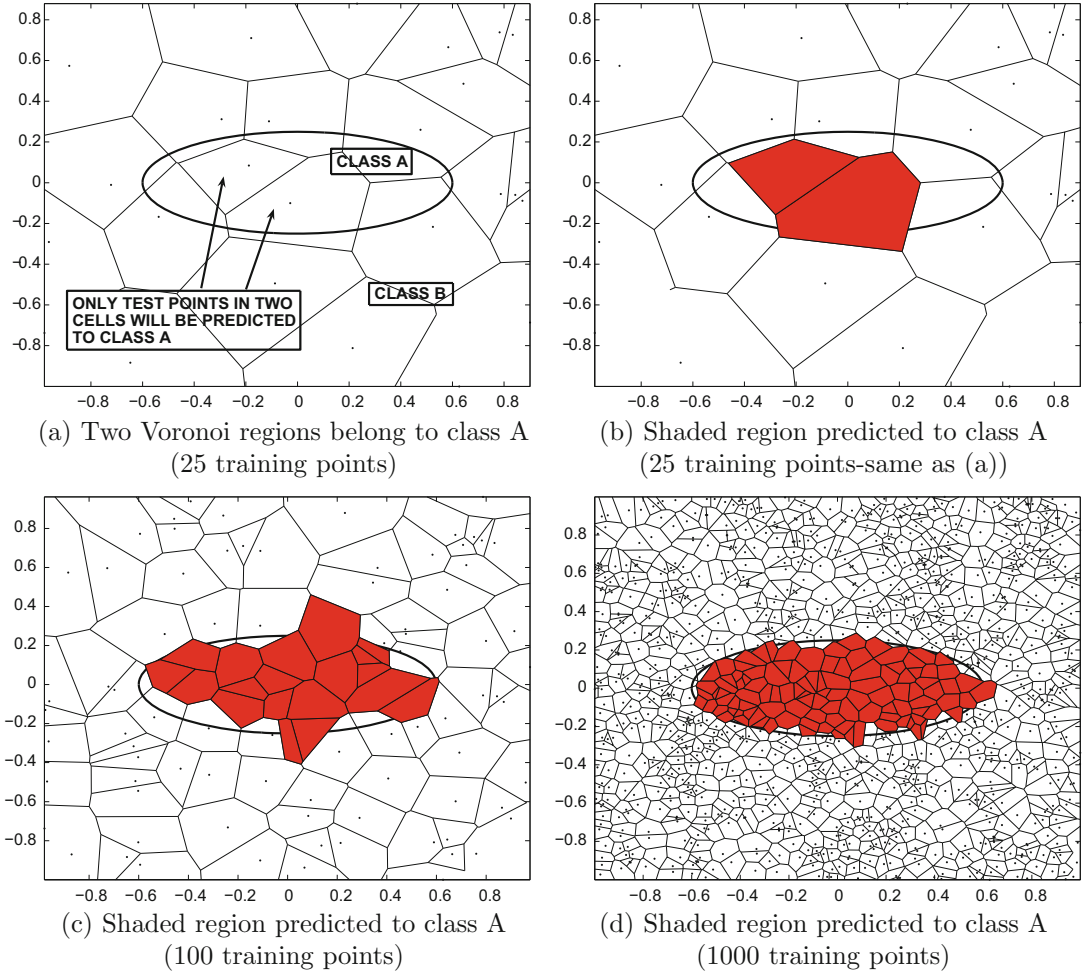 0.8
0.6
0.4
0.2
0
−0.2
−0.4
−0.6
−0.8
CLASS A
CLASS B
ONLY TEST POINTS IN TWO
CELLS WILL BE PREDICTED
TO CLASS A
−0.8 −0.6 −0.4 −0.2 0 0.2 0.4 0.6 0.8
(a) Two Voronoi regions belong to class A
(25 training points)
0.8
0.6
0.4
0.2
0
−0.2
−0.4
−0.6
−0.8
−0.8 −0.6 −0.4 −0.2 0 0.2 0.4 0.6 0.8
(b) Shaded region predicted to class A
(25 training points-same as (a))
0.8
0.6
0.4
0.2
0
−0.2
−0.4
−0.6
−0.8
−0.8 −0.6 −0.4 −0.2 0 0.2 0.4 0.6 0.8
(c) Shaded region predicted to class A
(100 training points)
0.8
0.6
0.4
0.2
0
−0.2
−0.4
−0.6
−0.8
−0.8 −0.6 −0.4 −0.2 0 0.2 0.4 0.6 0.8
(d) Shaded region predicted to class A
(1000 training points)